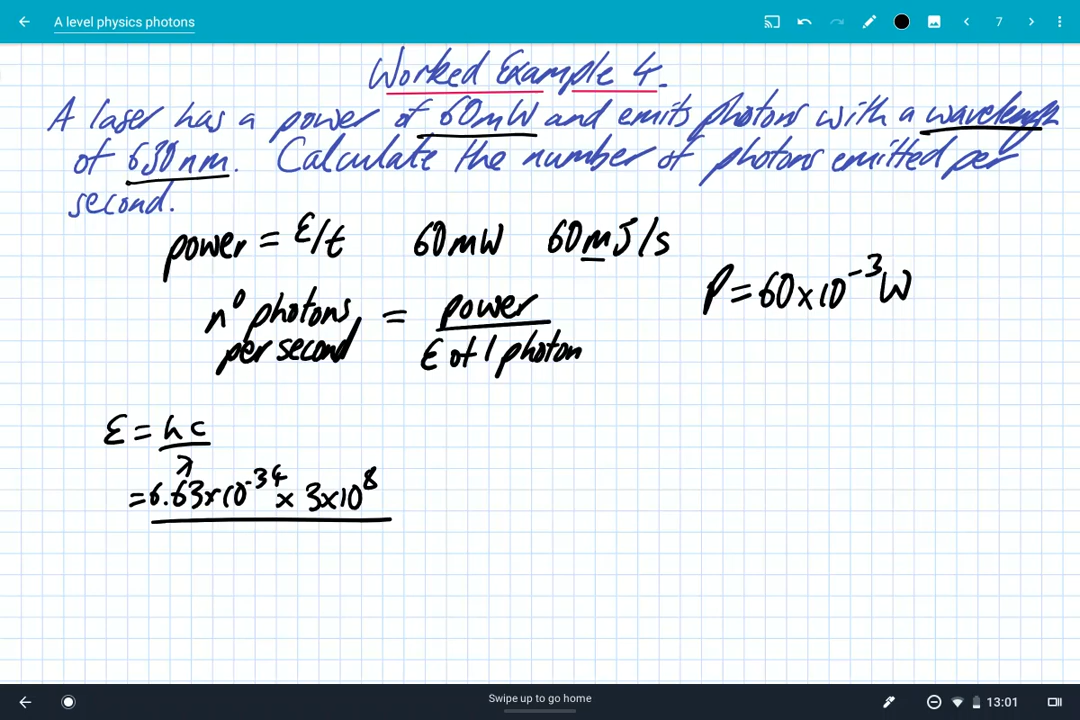 A level physics photons
7
Worked Example 4.
A laser has a power of 60mW and emits photons with a wavelength
of 630nm. Calculate the number of photons emitted per
second.
power = E/t 60mW 60mJ/s
P = 60×10⁻³W
nº photons per second = power / E of 1 photon
E = hc / λ
= 6.63×10⁻³⁴ × 3×10⁸
Swipe up to go home
13:01